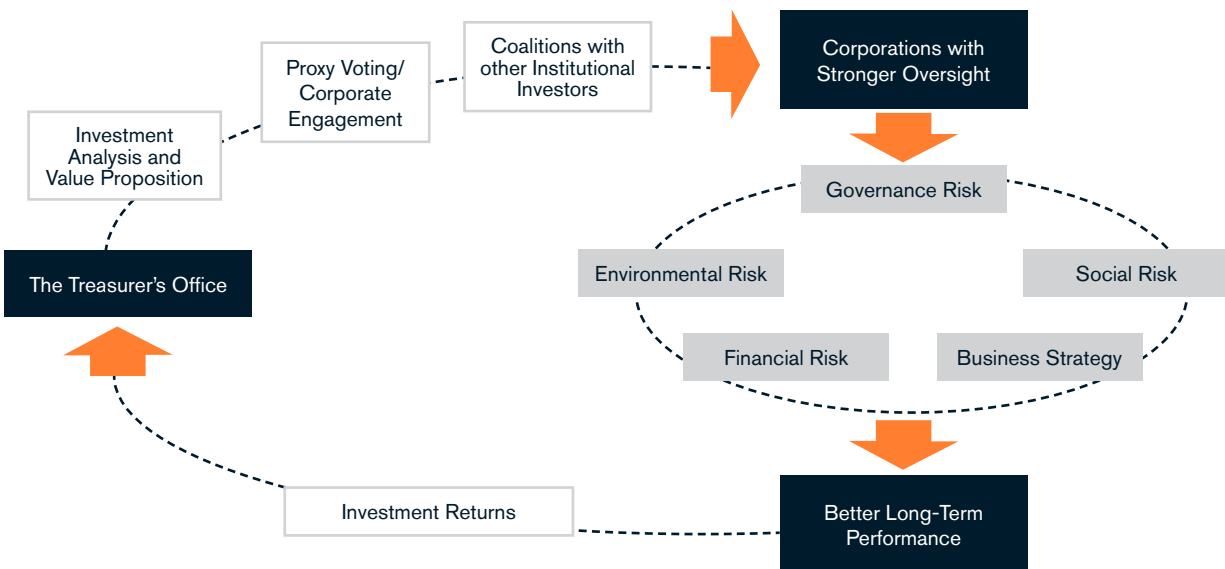 Coalitions with
other Institutional
Investors
Corporations with
Stronger Oversight
Proxy Voting/
Corporate
Engagement
Investment
Analysis and
Value Proposition
Governance Risk
The Treasurer’s Office
Environmental Risk
Social Risk
Financial Risk
Business Strategy
Investment Returns
Better Long-Term
Performance